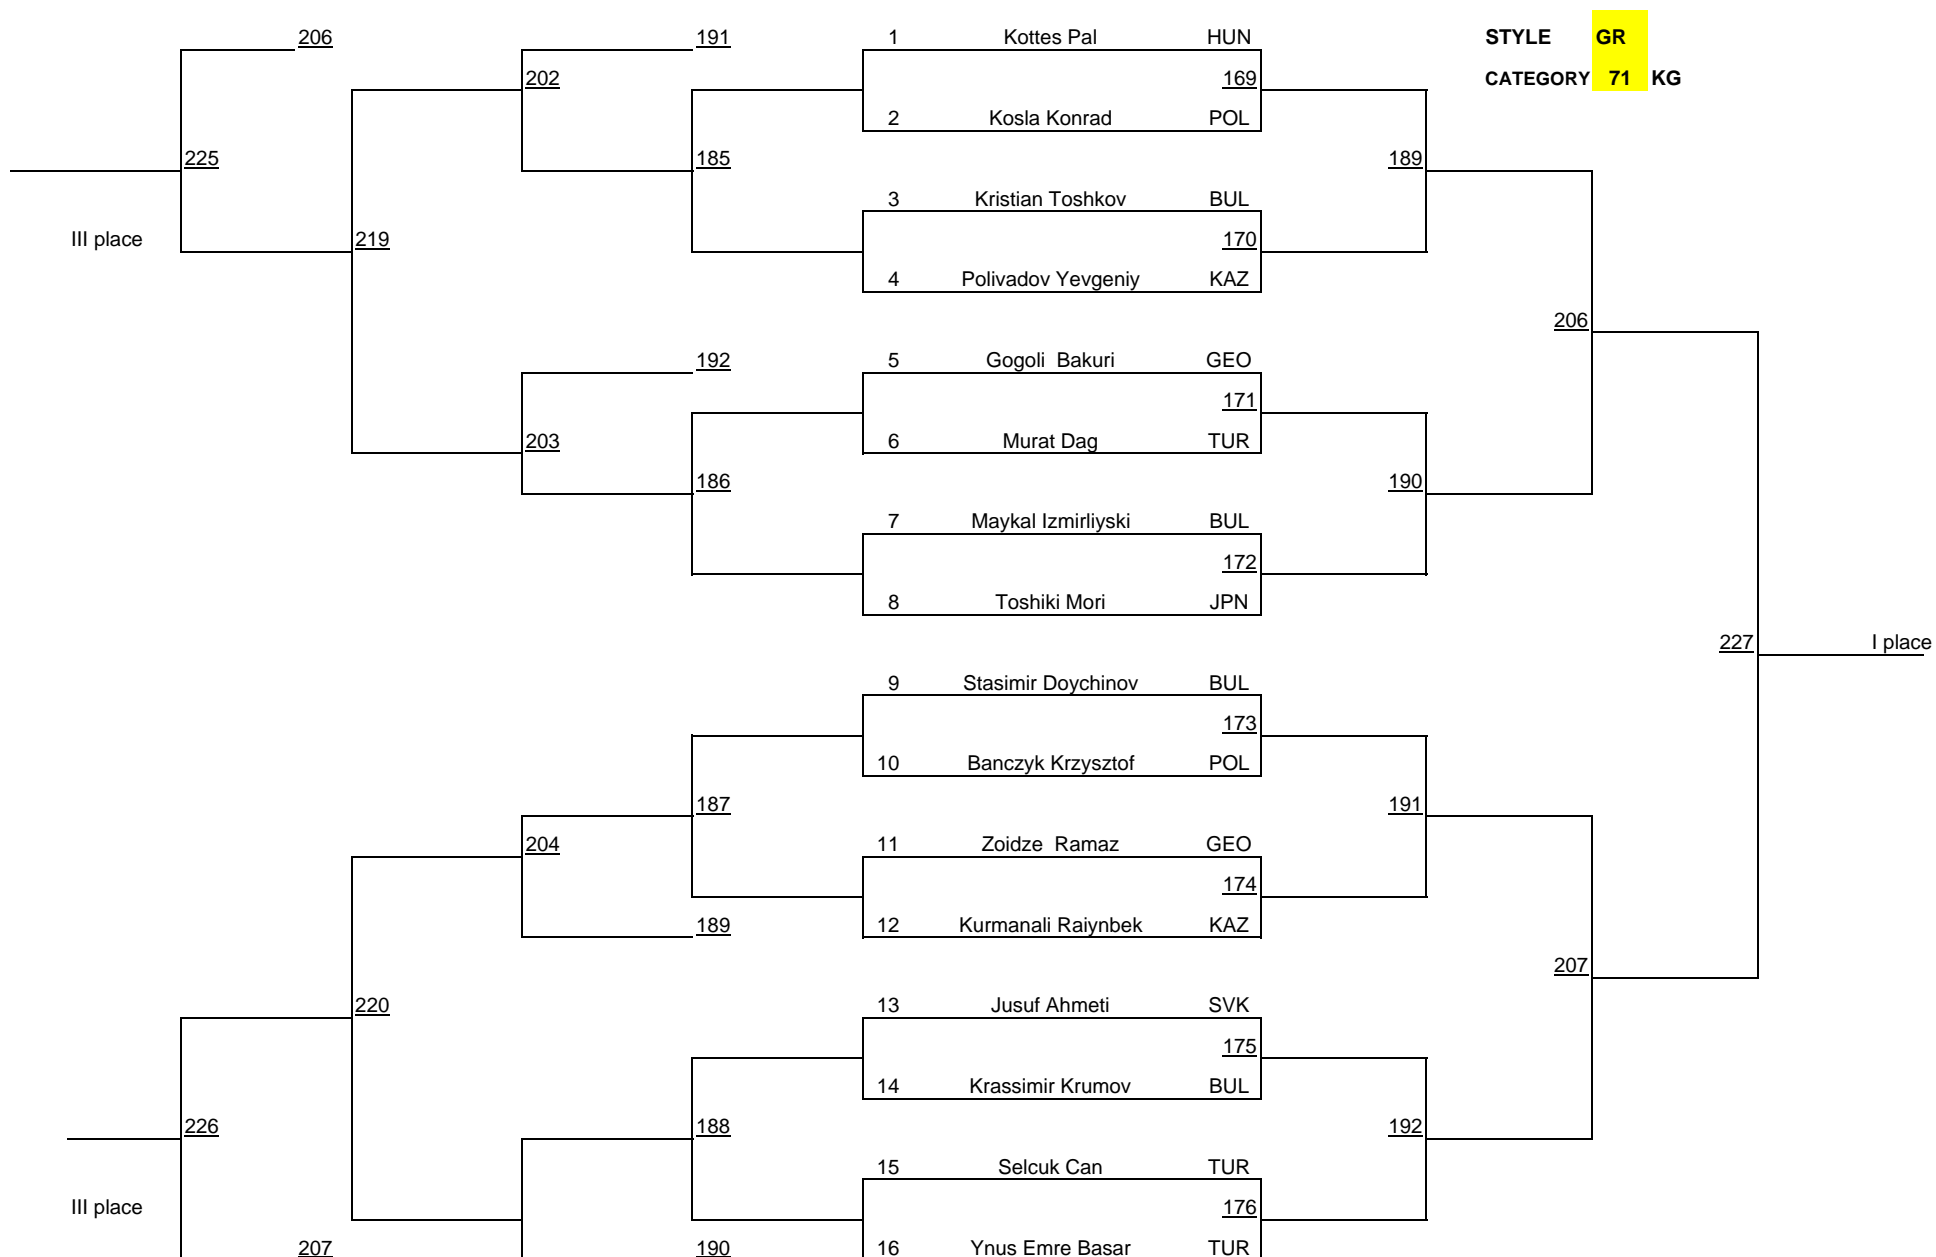 206 191 1 Kottes Pal HUN STYLE GR
202 169 CATEGORY 71 KG
2 Kosla Konrad POL
225 185 189
3 Kristian Toshkov BUL
III place 219 170
4 Polivadov Yevgeniy KAZ
206
192 5 Gogoli Bakuri GEO
171
203 6 Murat Dag TUR
186 190
7 Maykal Izmirliyski BUL
172
8 Toshiki Mori JPN
227 I place
9 Stasimir Doychinov BUL
173
10 Banczyk Krzysztof POL
187 191
204 11 Zoidze Ramaz GEO
174
189 12 Kurmanali Raiynbek KAZ
207
220 13 Jusuf Ahmeti SVK
175
14 Krassimir Krumov BUL
226 188 192
15 Selcuk Can TUR
III place 176
207 190 16 Ynus Emre Basar TUR